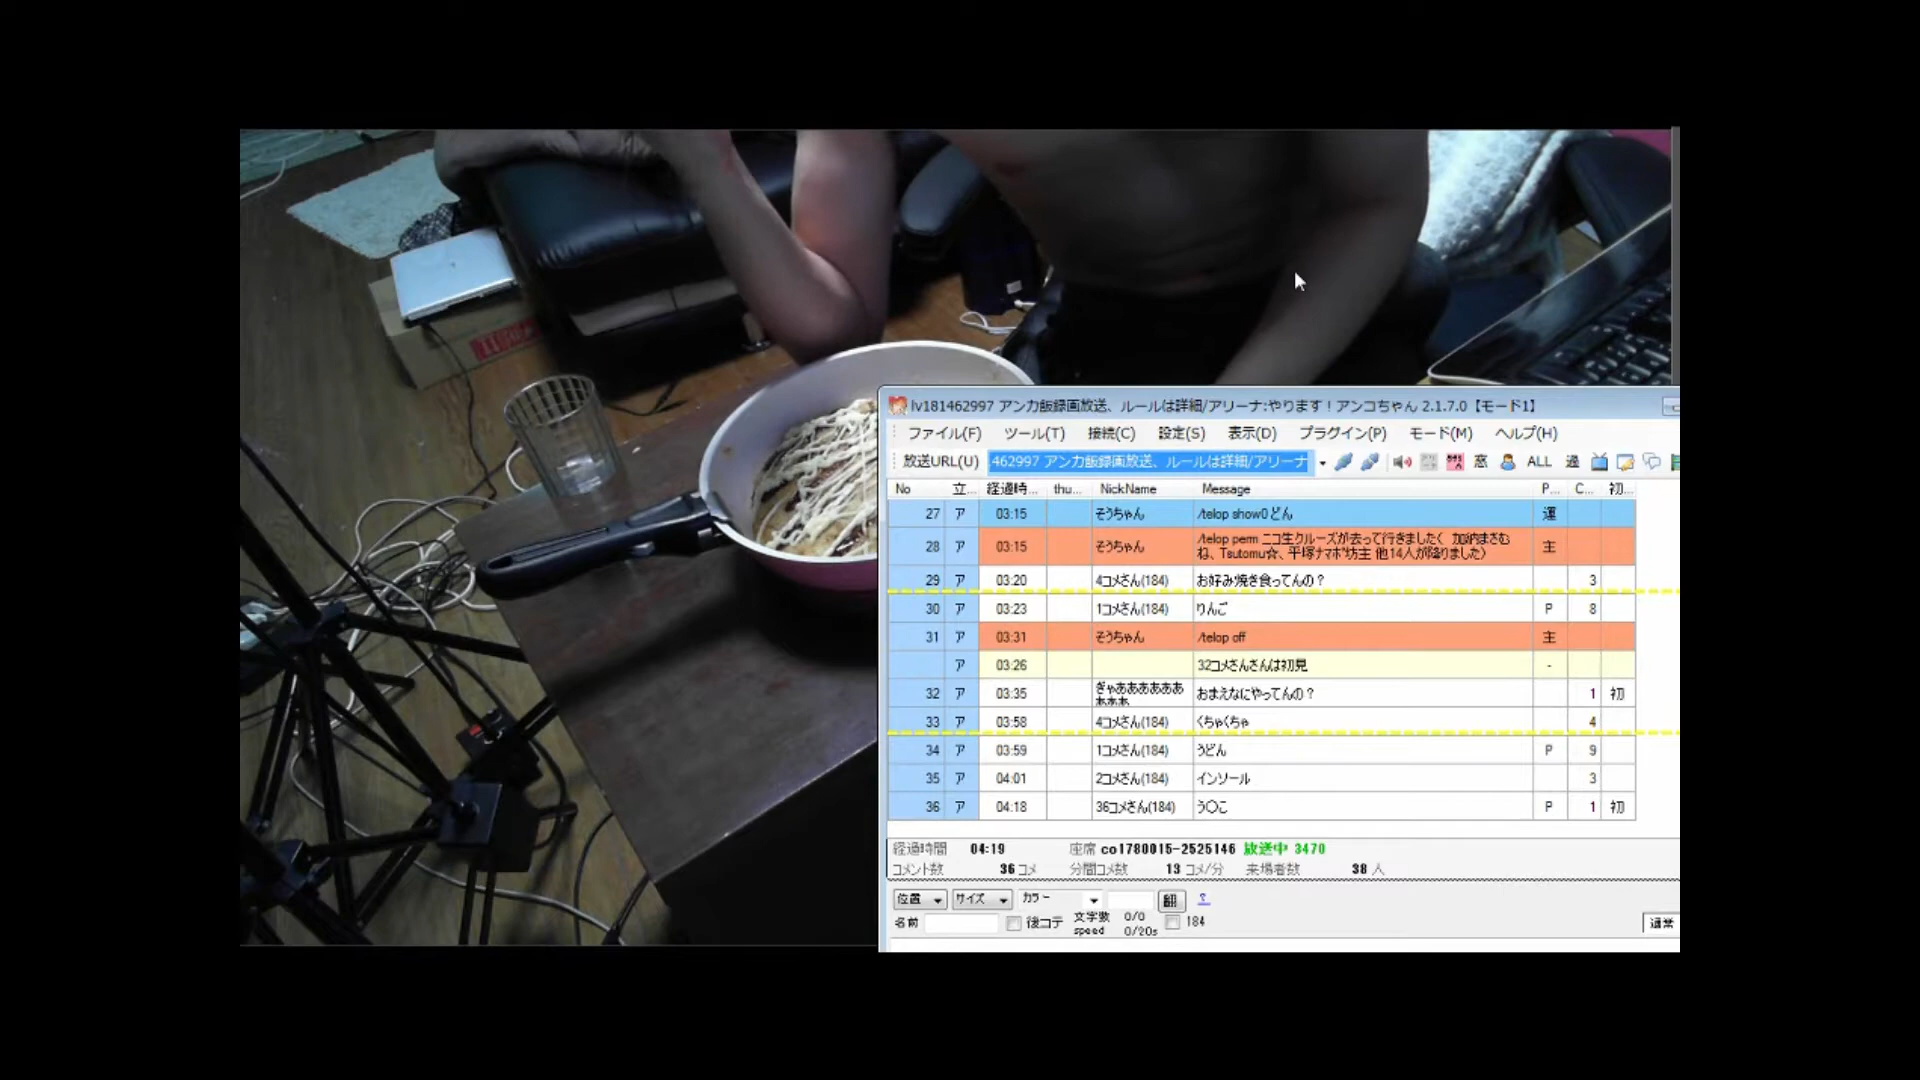 lv181462997 アンカ飯録画放送、ルールは詳細/アリーナ:やります！アンコちゃん 2.1.7.0【モード1】
ファイル(F) ツール(T) 接続(C) 設定(S) 表示(D) プラグイン(P) モード(M) ヘルプ(H)
放送URL(U) 462997 アンカ飯録画放送、ルールは詳細/アリーナ 窓 ALL 過
No 立... 経過時... thu... NickName Message P... C... 初...
27 ア 03:15 そうちゃん /telop show0どん 運
28 ア 03:15 そうちゃん /telop perm ニコ生クルーズが去って行きました( 加納まさむ
ね、Tsutomu☆、平塚ナマポ坊主 他14人が降りました) 主
29 ア 03:20 4コメさん(184) お好み焼き食ってんの？ 3
30 ア 03:23 1コメさん(184) りんご P 8
31 ア 03:31 そうちゃん /telop off 主
ア 03:26 32コメさんさんは初見 -
32 ア 03:35 ぎゃああああああ
あああ おまえなにやってんの？ 1 初
33 ア 03:58 4コメさん(184) くちゃくちゃ 4
34 ア 03:59 1コメさん(184) うどん P 9
35 ア 04:01 2コメさん(184) インソール 3
36 ア 04:18 36コメさん(184) う〇こ P 1 初
経過時間 04:19 座席 co1780015-2525146 放送中 3470
コメント数 36 コメ 分間コメ数 13 コメ/分 来場者数 38 人
位置 サイズ カラー 翻 ?
名前 後コテ 文字数 0/0 184 通常
speed 0/20s